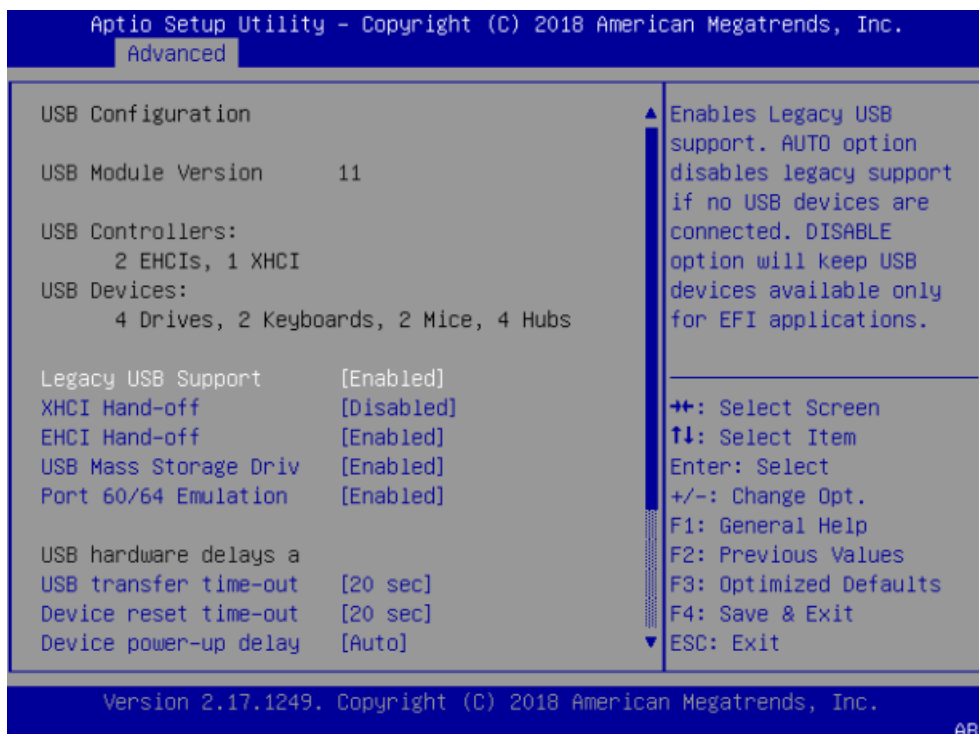 Aptio Setup Utility – Copyright (C) 2018 American Megatrends, Inc.
Advanced
USB Configuration
USB Module Version 11
USB Controllers:
2 EHCIs, 1 XHCI
USB Devices:
4 Drives, 2 Keyboards, 2 Mice, 4 Hubs
Legacy USB Support [Enabled]
XHCI Hand-off [Disabled]
EHCI Hand-off [Enabled]
USB Mass Storage Driv [Enabled]
Port 60/64 Emulation [Enabled]
USB hardware delays a
USB transfer time-out [20 sec]
Device reset time-out [20 sec]
Device power-up delay [Auto]
Enables Legacy USB
support. AUTO option
disables legacy support
if no USB devices are
connected. DISABLE
option will keep USB
devices available only
for EFI applications.
→←: Select Screen
↑↓: Select Item
Enter: Select
+/-: Change Opt.
F1: General Help
F2: Previous Values
F3: Optimized Defaults
F4: Save & Exit
ESC: Exit
Version 2.17.1249. Copyright (C) 2018 American Megatrends, Inc.
AB